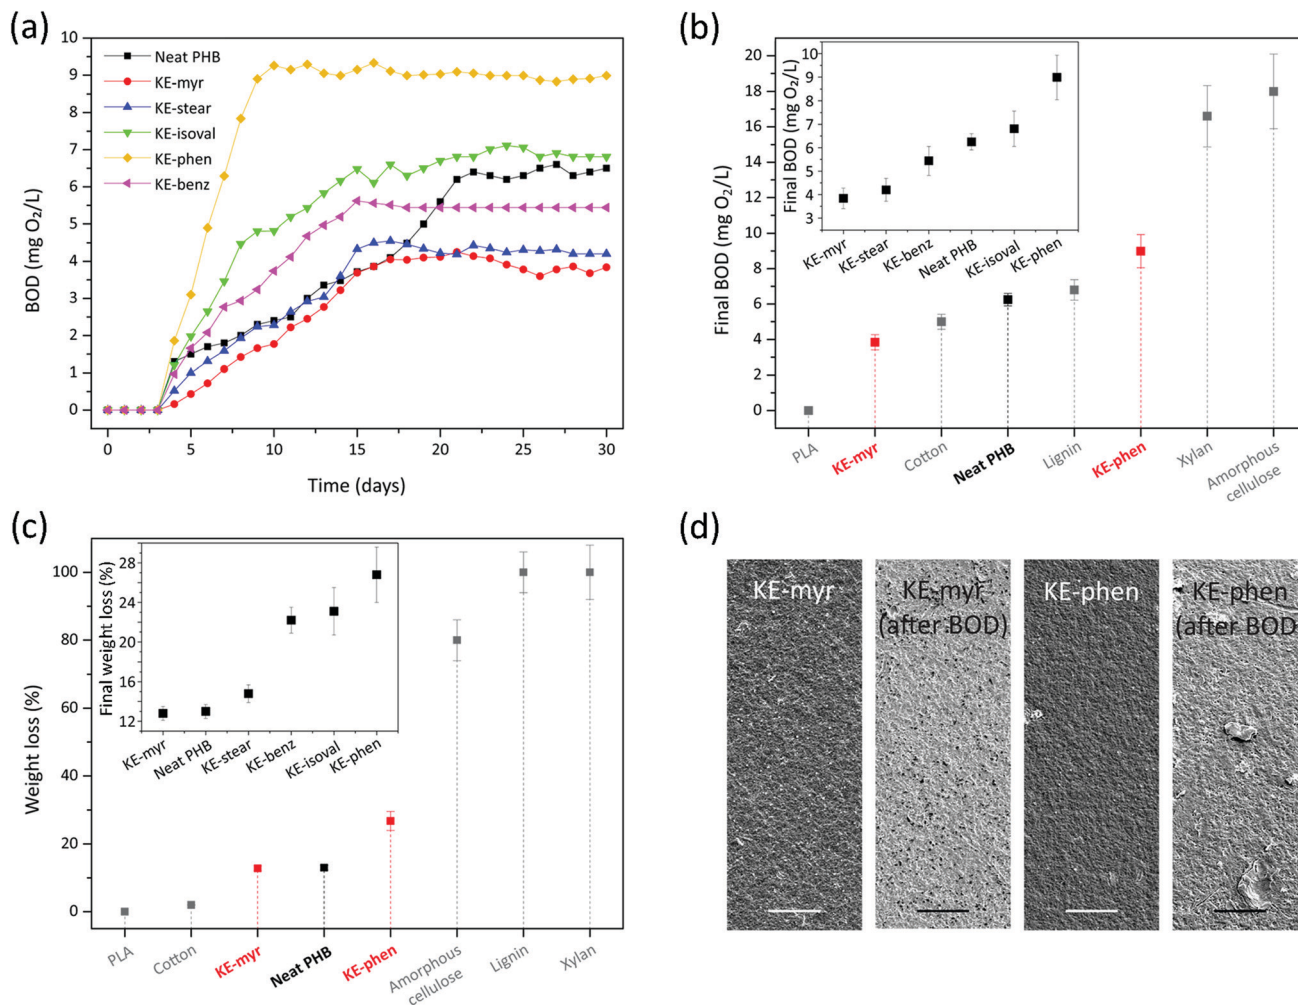 (a)
BOD (mg O₂/L)
10
9
8
7
6
5
4
3
2
1
0
Neat PHB
KE-myr
KE-stear
KE-isoval
KE-phen
KE-benz
0 5 10 15 20 25 30
Time (days)
(b)
Final BOD (mg O₂/L)
20
18
16
14
12
10
8
6
4
2
0
Final BOD (mg O₂/L)
10
9
8
7
6
5
4
3
KE-myr
KE-stear
KE-benz
Neat PHB
KE-isoval
KE-phen
PLA
KE-myr
Cotton
Neat PHB
Lignin
KE-phen
Xylan
Amorphous
cellulose
(c)
Weight loss (%)
100
80
60
40
20
0
Final weight loss (%)
28
24
20
16
12
KE-myr
Neat PHB
KE-stear
KE-benz
KE-isoval
KE-phen
PLA
Cotton
KE-myr
Neat PHB
KE-phen
Amorphous
cellulose
Lignin
Xylan
(d)
KE-myr
KE-myr
(after BOD)
KE-phen
KE-phen
(after BOD)